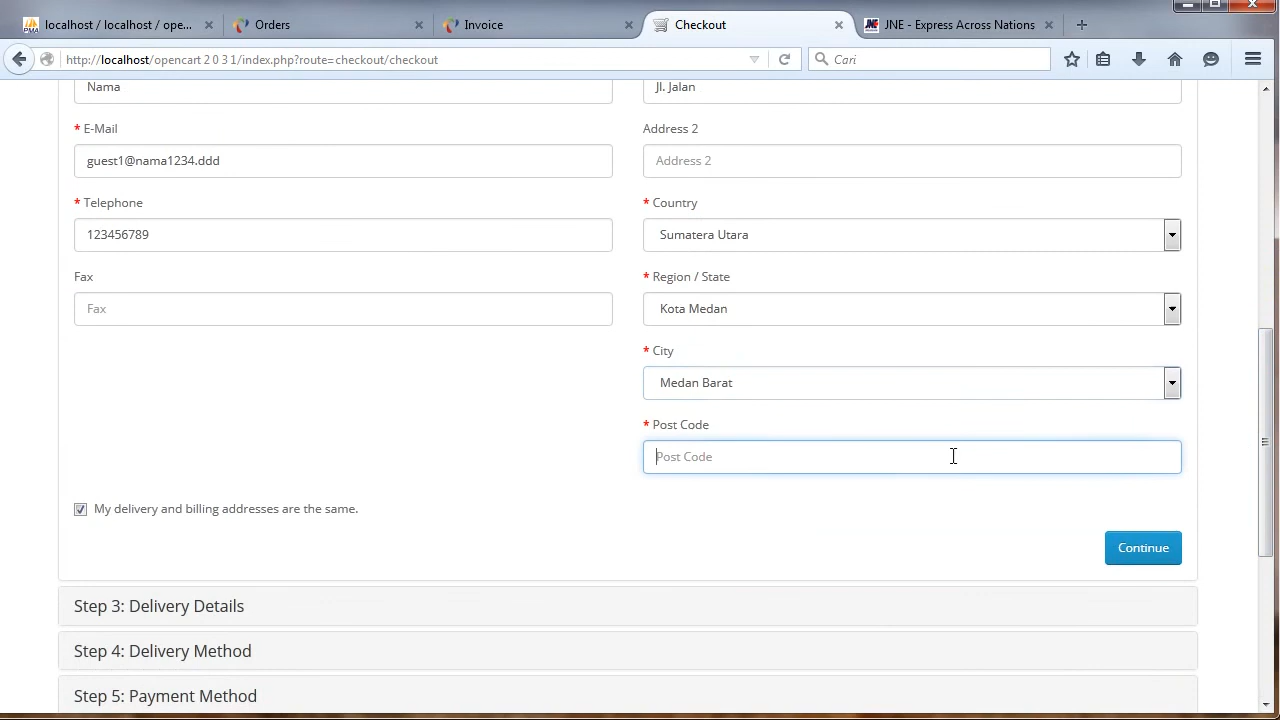 localhost / localhost / ope...
Orders
Invoice
Checkout
JNE - Express Across Nations
http://localhost/opencart 2 0 3 1/index.php?route=checkout/checkout
Cari
Nama
Jl. Jalan
* E-Mail
Address 2
guest1@nama1234.ddd
Address 2
* Telephone
* Country
123456789
Sumatera Utara
Fax
* Region / State
Fax
Kota Medan
* City
Medan Barat
* Post Code
Post Code
My delivery and billing addresses are the same.
Continue
Step 3: Delivery Details
Step 4: Delivery Method
Step 5: Payment Method